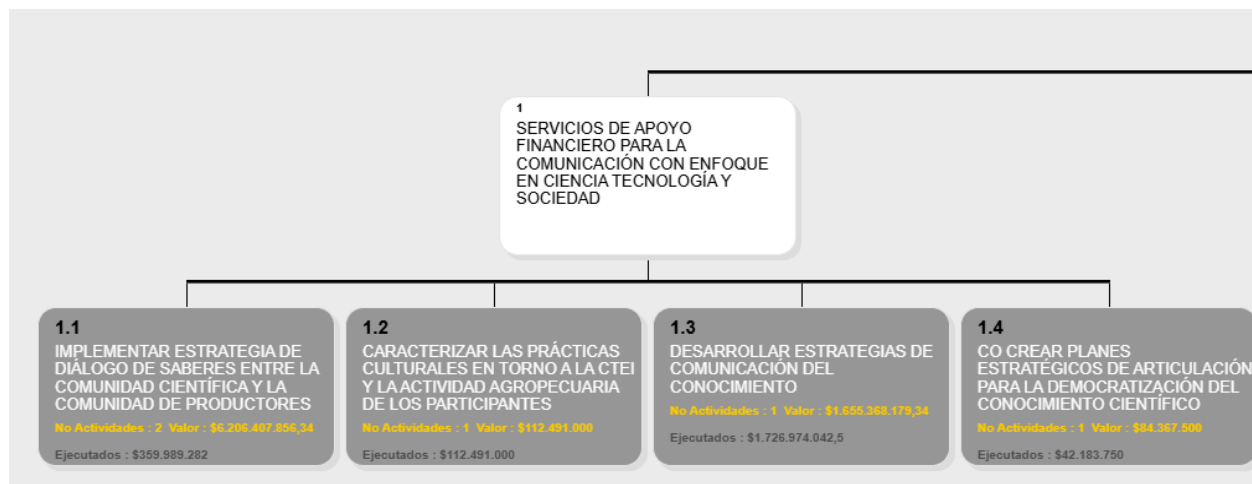 1
SERVICIOS DE APOYO
FINANCIERO PARA LA
COMUNICACIÓN CON ENFOQUE
EN CIENCIA TECNOLOGÍA Y
SOCIEDAD
1.1
IMPLEMENTAR ESTRATEGIA DE
DIÁLOGO DE SABERES ENTRE LA
COMUNIDAD CIENTÍFICA Y LA
COMUNIDAD DE PRODUCTORES
No Actividades : 2 Valor : $6.206.407.856,34
Ejecutados : $359.989.282
1.2
CARACTERIZAR LAS PRÁCTICAS
CULTURALES EN TORNO A LA CTEI
Y LA ACTIVIDAD AGROPECUARIA
DE LOS PARTICIPANTES
No Actividades : 1 Valor : $112.491.000
Ejecutados : $112.491.000
1.3
DESARROLLAR ESTRATEGIAS DE
COMUNICACIÓN DEL
CONOCIMIENTO
No Actividades : 1 Valor : $1.655.368.179,34
Ejecutados : $1.726.974.042,5
1.4
CO CREAR PLANES
ESTRATÉGICOS DE ARTICULACIÓN
PARA LA DEMOCRATIZACIÓN DEL
CONOCIMIENTO CIENTÍFICO
No Actividades : 1 Valor : $84.367.500
Ejecutados : $42.183.750